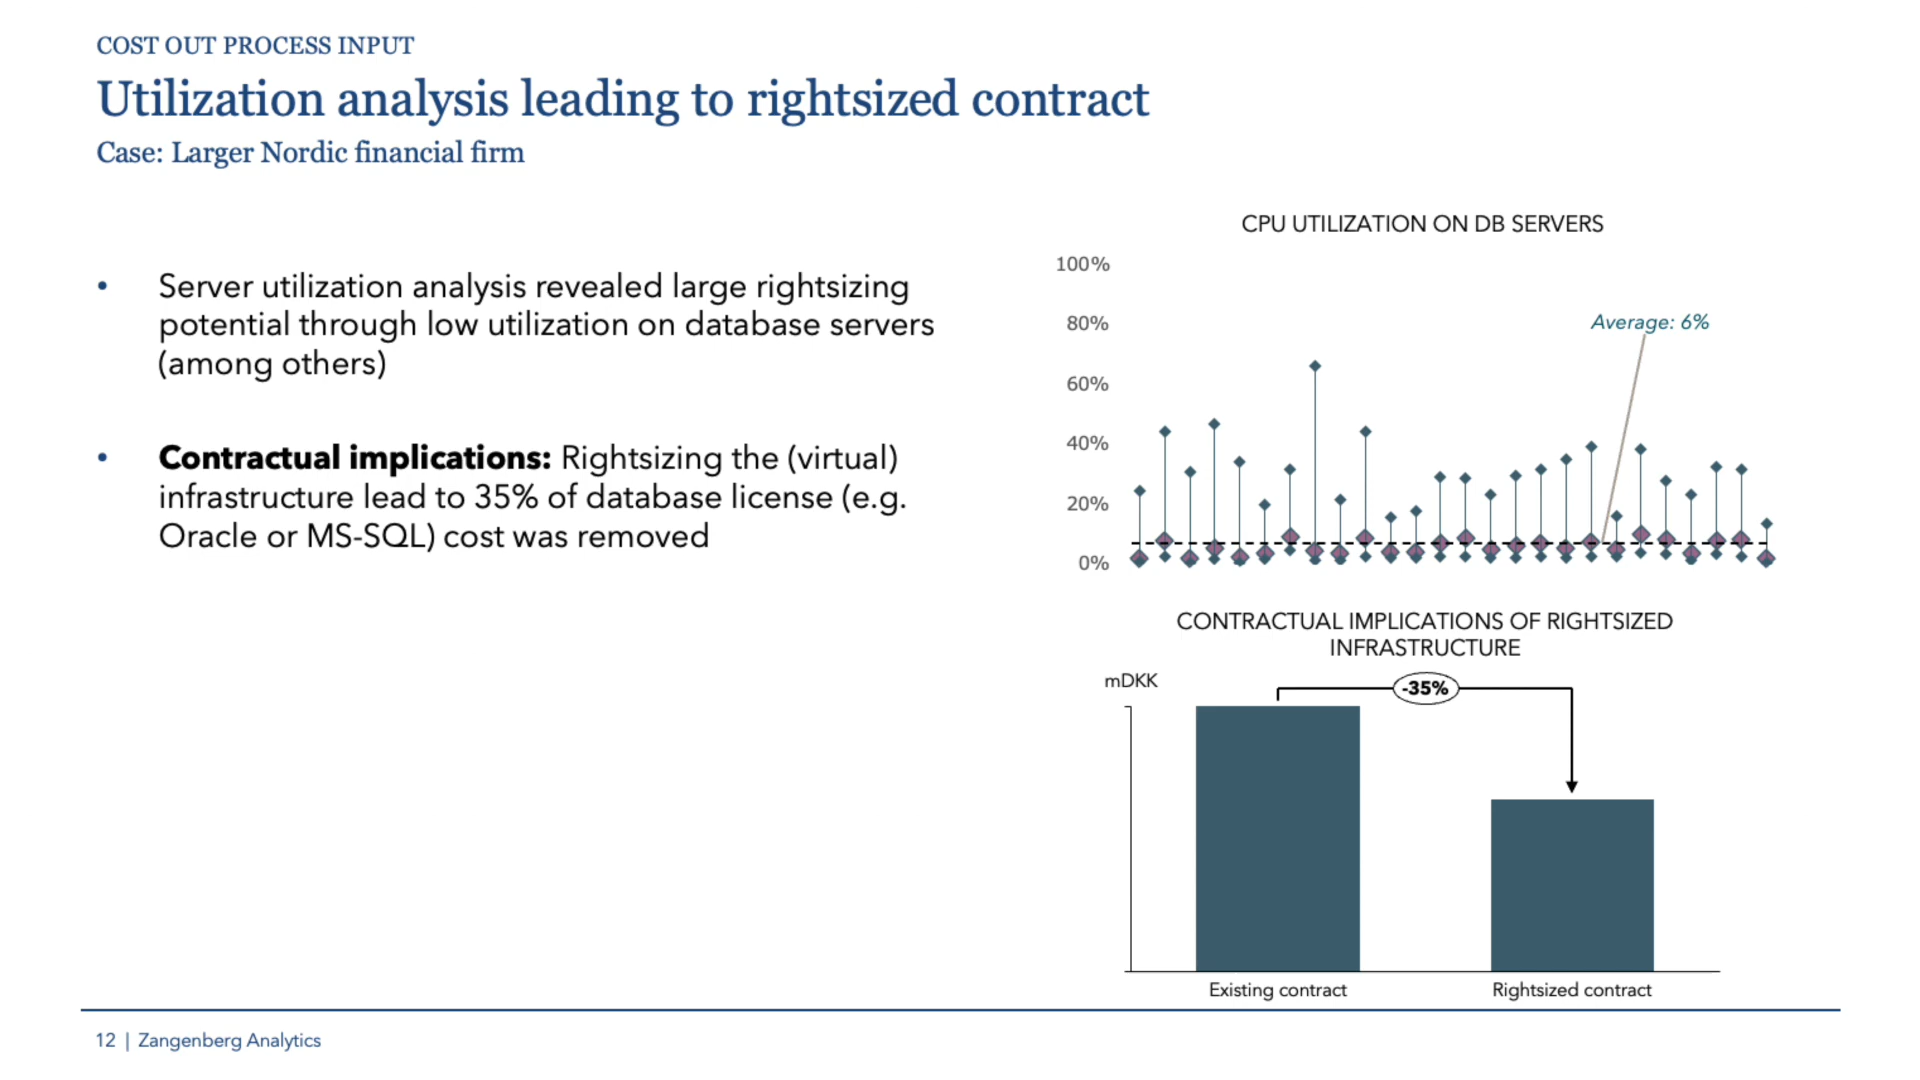 COST OUT PROCESS INPUT
Utilization analysis leading to rightsized contract
Case: Larger Nordic financial firm
• Server utilization analysis revealed large rightsizing
potential through low utilization on database servers
(among others)
• Contractual implications: Rightsizing the (virtual)
infrastructure lead to 35% of database license (e.g.
Oracle or MS-SQL) cost was removed
CPU UTILIZATION ON DB SERVERS
100%
80%
60%
40%
20%
0%
Average: 6%
CONTRACTUAL IMPLICATIONS OF RIGHTSIZED
INFRASTRUCTURE
mDKK
-35%
Existing contract
Rightsized contract
12 | Zangenberg Analytics